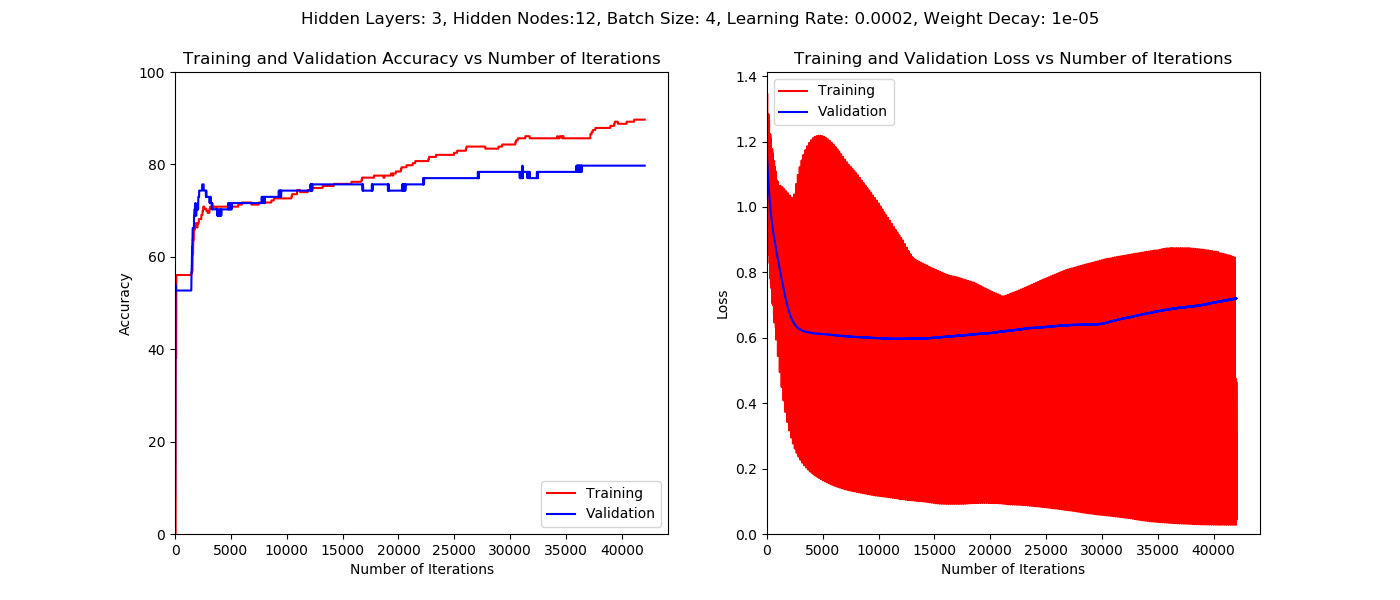 Hidden Layers: 3, Hidden Nodes:12, Batch Size: 4, Learning Rate: 0.0002, Weight Decay: 1e-05
Training and Validation Accuracy vs Number of Iterations
100
80
60
40
20
0
Accuracy
0 5000 10000 15000 20000 25000 30000 35000 40000
Number of Iterations
Training
Validation
Training and Validation Loss vs Number of Iterations
1.4
1.2
1.0
0.8
0.6
0.4
0.2
0.0
Loss
0 5000 10000 15000 20000 25000 30000 35000 40000
Number of Iterations
Training
Validation